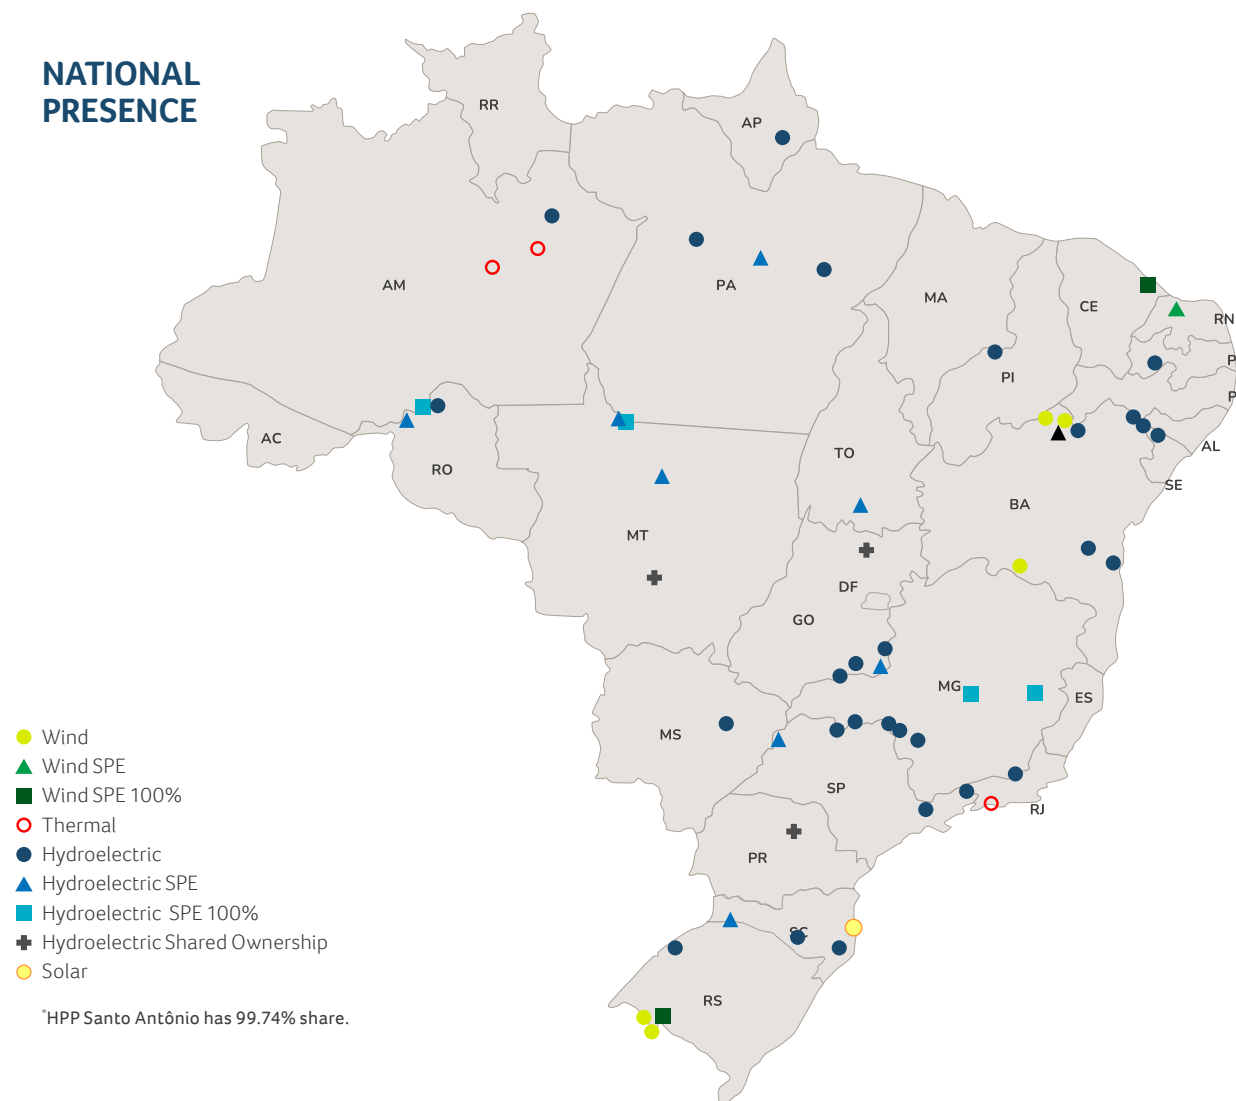 NATIONAL
PRESENCE
RR
AP
AM
PA
MA
CE
RN
P
PI
P
AC
RO
TO
AL
SE
BA
MT
DF
GO
MG
ES
MS
SP
RJ
PR
SC
RS
Wind
Wind SPE
Wind SPE 100%
Thermal
Hydroelectric
Hydroelectric SPE
Hydroelectric SPE 100%
Hydroelectric Shared Ownership
Solar
*HPP Santo Antônio has 99.74% share.